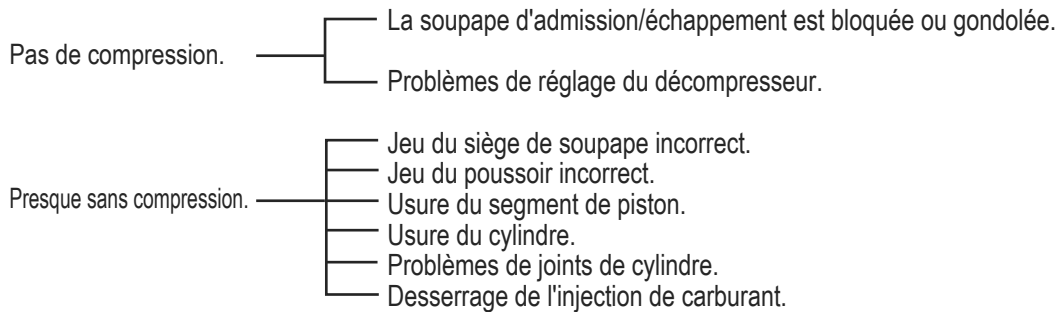 La soupape d'admission/échappement est bloquée ou gondolée.
Pas de compression.
Problèmes de réglage du décompresseur.
Jeu du siège de soupape incorrect.
Jeu du poussoir incorrect.
Presque sans compression.
Usure du segment de piston.
Usure du cylindre.
Problèmes de joints de cylindre.
Desserrage de l'injection de carburant.